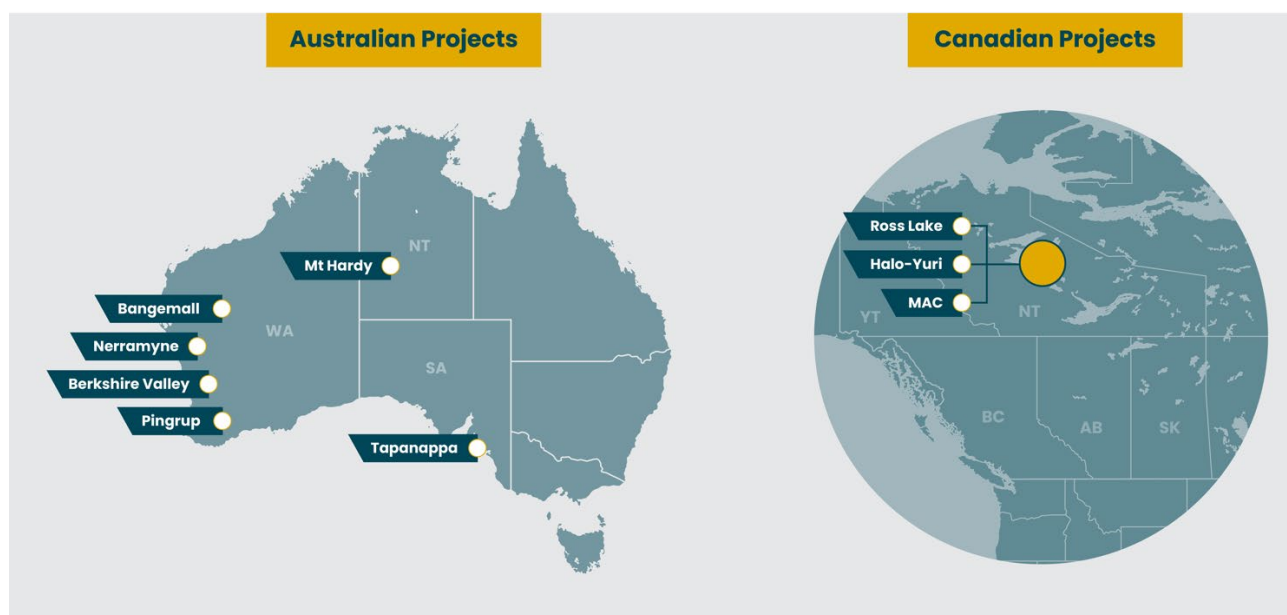 Australian Projects
Canadian Projects
Mt Hardy
Bangemall
Nerramyne
Berkshire Valley
Pingrup
Tapanappa
NT
WA
SA
Ross Lake
Halo-Yuri
MAC
YT
NT
BC
AB
SK